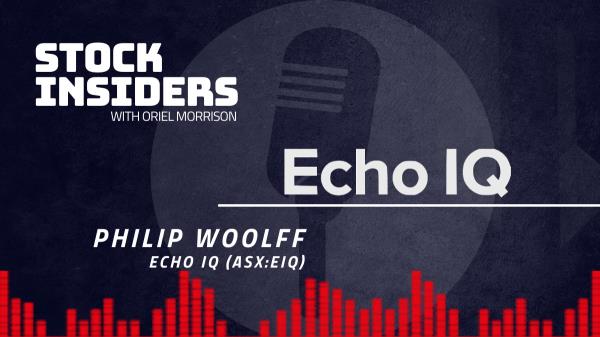 STOCK
INSIDERS
WITH ORIEL MORRISON
Echo IQ
PHILIP WOOLFF
ECHO IQ (ASX:EIQ)